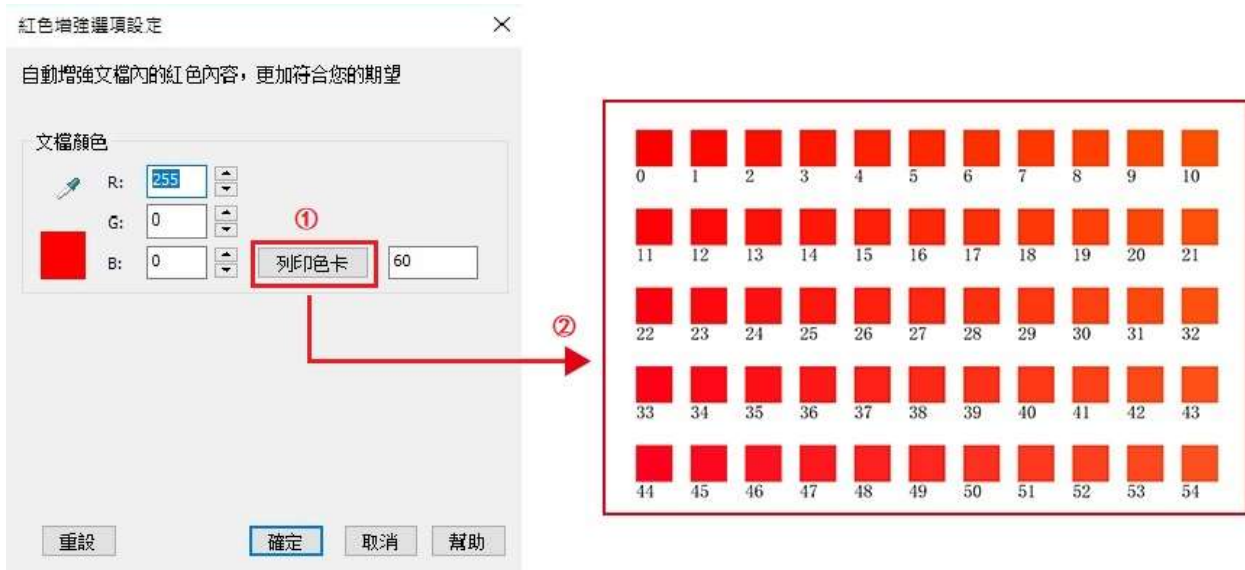 紅色增強選項設定
自動增強文檔內的紅色內容，更加符合您的期望
文檔顏色
R: 255
G: 0
①
B: 0 列印色卡 60
重設 確定 取消 幫助
②
0 1 2 3 4 5 6 7 8 9 10
11 12 13 14 15 16 17 18 19 20 21
22 23 24 25 26 27 28 29 30 31 32
33 34 35 36 37 38 39 40 41 42 43
44 45 46 47 48 49 50 51 52 53 54